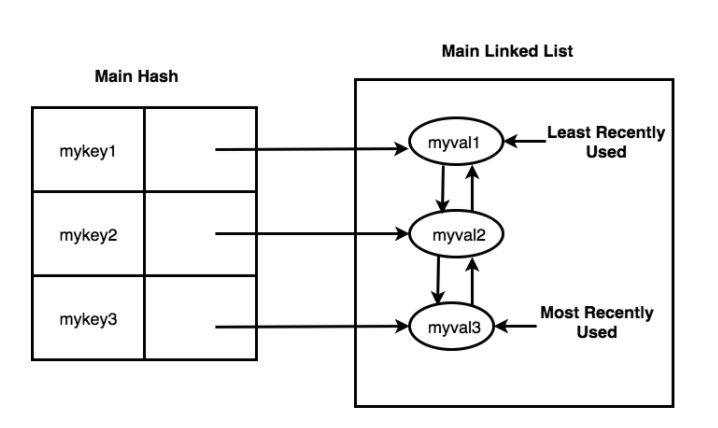 Main Linked List
Main Hash
mykey1
myval1
Least Recently
Used
mykey2
myval2
mykey3
myval3
Most Recently
Used